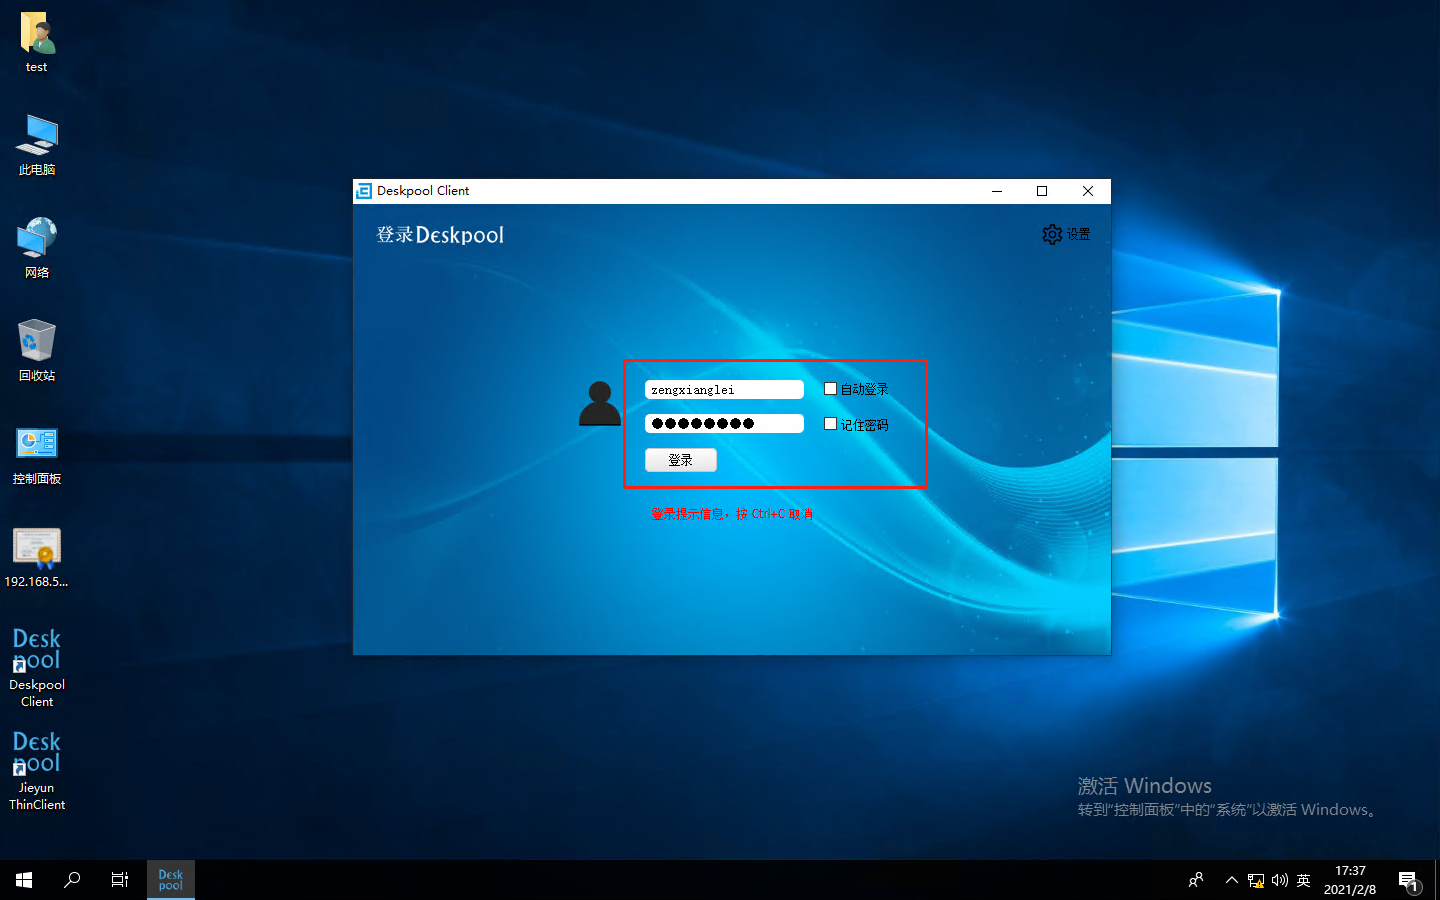 test
此电脑
网络
回收站
控制面板
192.168.5...
Desk
pool
Deskpool
Client
Desk
pool
Jieyun
ThinClient
Deskpool Client
登录Deskpool
设置
zengxianglei
自动登录
记住密码
登录
登录提示信息，按 Ctrl+C 取消
激活 Windows
转到“控制面板”中的“系统”以激活 Windows。
Desk
pool
英
17:37
2021/2/8
1